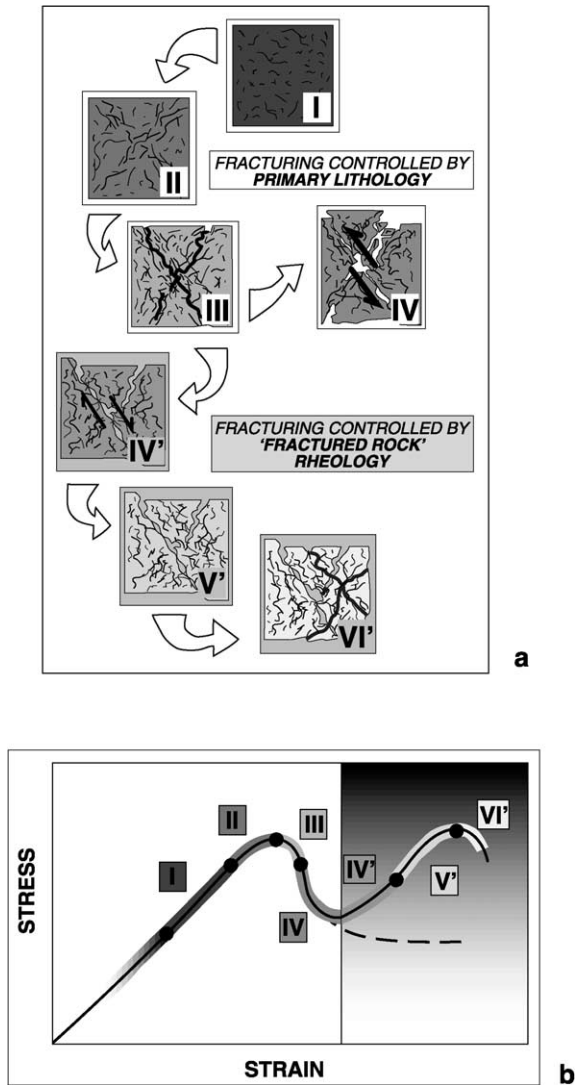 I
II
FRACTURING CONTROLLED BY
PRIMARY LITHOLOGY
III
IV
IV'
FRACTURING CONTROLLED BY
'FRACTURED ROCK'
RHEOLOGY
V'
VI'
a
STRESS
I
II
III
IV
IV'
V'
VI'
STRAIN
b